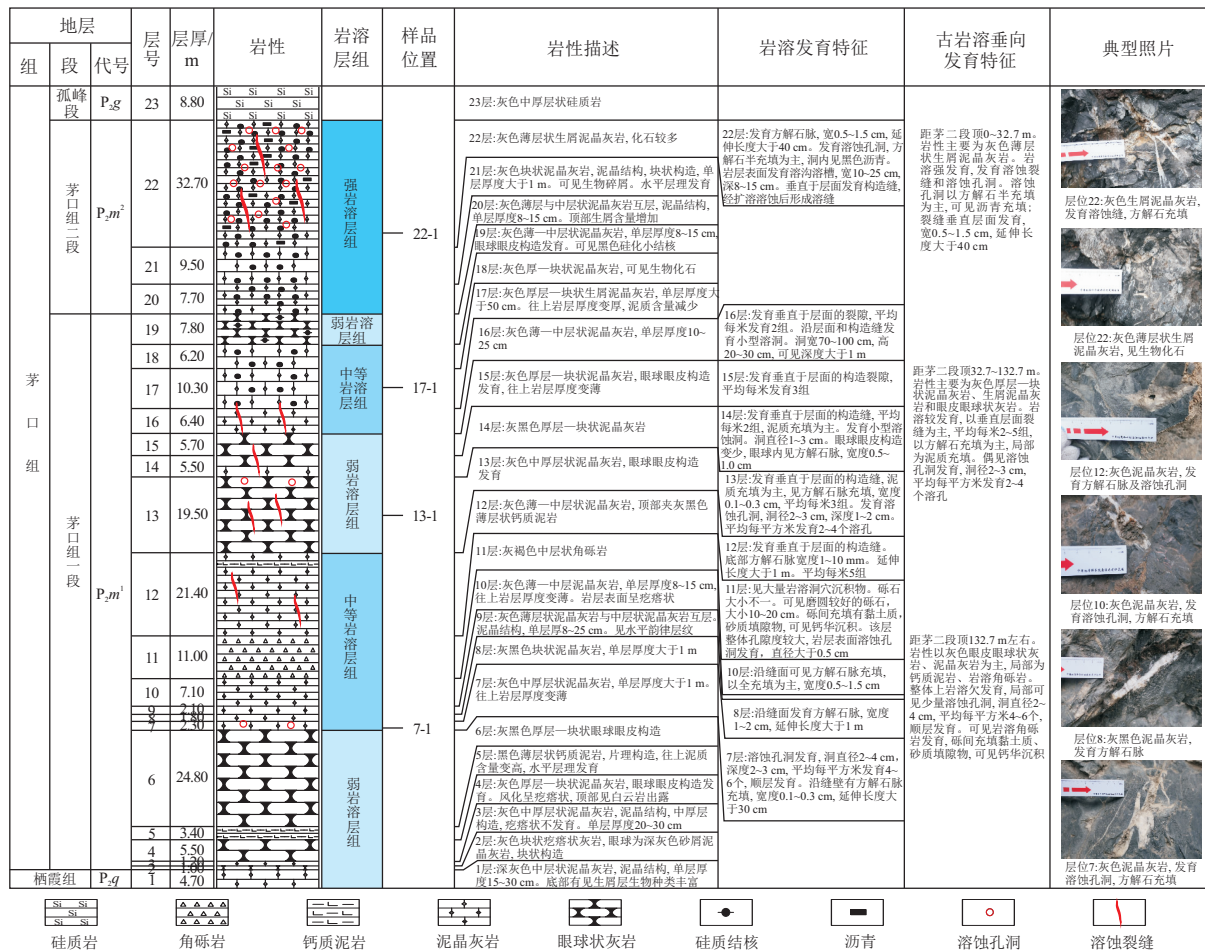 地层
层号
层厚/m
岩性
岩溶层组
样品位置
岩性描述
岩溶发育特征
古岩溶垂向发育特征
典型照片
组
段
代号
孤峰段
P₂g
23
8.80
茅口组
茅口组二段
P₂m²
22
32.70
21
9.50
20
7.70
茅口组一段
P₂m¹
19
7.80
18
6.20
17
10.30
16
6.40
15
5.70
14
5.50
13
19.50
12
21.40
11
11.00
10
7.10
9
2.10
8
1.80
7
2.30
6
24.80
5
3.40
4
5.50
3
1.20
2
1.00
栖霞组
P₂q
1
4.70
强岩溶层组
弱岩溶层组
中等岩溶层组
弱岩溶层组
中等岩溶层组
弱岩溶层组
22-1
17-1
13-1
7-1
23层:灰色中厚层状硅质岩
22层:灰色薄层状生屑泥晶灰岩, 化石较多
21层:灰色块状泥晶灰岩, 泥晶结构, 块状构造, 单
层厚度大于1 m。可见生物碎屑。水平层理发育
20层:灰色薄层与中层状泥晶灰岩互层, 泥晶结构,
单层厚度8~15 cm。顶部生屑含量增加
19层:灰色薄—中层状泥晶灰岩, 单层厚度8~15 cm,
眼球眼皮构造发育。可见黑色硅化小结核
18层:灰色厚—块状泥晶灰岩, 可见生物化石
17层:灰色厚层—块状生屑泥晶灰岩, 单层厚度大
于50 cm。往上岩层厚度变厚, 泥质含量减少
16层:灰色薄—中层状泥晶灰岩, 单层厚度10~
25 cm
15层:灰色厚层—块状泥晶灰岩, 眼球眼皮构造
发育, 往上岩层厚度变薄
14层:灰黑色厚层—块状泥晶灰岩
13层:灰色中厚层状泥晶灰岩, 眼球眼皮构造
发育
12层:灰色薄—中层状泥晶灰岩, 顶部夹灰黑色
薄层状钙质泥岩
11层:灰褐色中层状角砾岩
10层:灰色薄—中层泥晶灰岩, 单层厚度8~15 cm,
往上岩层厚度变薄。岩层表面呈疙瘩状
9层:灰色薄层状泥晶灰岩与中层状泥晶灰岩互层。
泥晶结构, 单层厚8~25 cm。见水平韵律层纹
8层:灰黑色块状泥晶灰岩, 单层厚度大于1 m
7层:灰色中厚层状泥晶灰岩, 单层厚度大于1 m。
往上岩层厚度变薄
6层:灰黑色厚层—块状眼球眼皮构造
5层:黑色薄层状钙质泥岩, 片理构造, 往上泥质
含量变高, 水平层理发育
4层:灰色厚层—块状泥晶灰岩, 眼球眼皮构造发
育。风化呈疙瘩状, 顶部见白云岩出露
3层:灰色中厚层状泥晶灰岩, 泥晶结构, 中厚层
构造, 疙瘩状不发育。单层厚度20~30 cm
2层:灰色块状疙瘩状灰岩, 眼球为深灰色砂屑泥
晶灰岩, 块状构造
1层:深灰色中层状泥晶灰岩, 泥晶结构, 单层厚
度15~30 cm。底部有见生屑层生物种类丰富
22层:发育方解石脉, 宽0.5~1.5 cm, 延
伸长度大于40 cm。发育溶蚀孔洞, 方
解石半充填为主, 洞内见黑色沥青。
岩层表面发育溶沟溶槽, 宽10~25 cm,
深8~15 cm。垂直于层面发育构造缝,
经扩溶溶蚀后形成溶缝
16层:发育垂直于层面的裂隙, 平均
每米发育2组。沿层面和构造缝发
育小型溶洞。洞宽70~100 cm, 高
20~30 cm, 可见深度大于1 m
15层:发育垂直于层面的构造裂隙,
平均每米发育3组
14层:发育垂直于层面的构造缝, 平均
每米2组, 泥质充填为主。发育小型溶
蚀洞。洞直径1~3 cm。眼球眼皮构造
变少, 眼球内见方解石脉, 宽度0.5~
1.0 cm
13层:发育垂直于层面的构造缝, 泥
质充填为主, 见方解石脉充填, 宽度
0.1~0.3 cm, 平均每米3组。发育溶
蚀孔洞, 洞径2~3 cm, 深度1~2 cm。
平均每平方米发育2~4个溶孔
12层:发育垂直于层面的构造缝。
底部方解石脉宽度1~10 mm。延伸
长度大于1 m。平均每米5组
11层:见大量岩溶洞穴沉积物。砾石
大小不一。可见磨圆较好的砾石,
大小10~20 cm。砾石间充填有黏土质、
砂质填隙物, 可见钙华沉积。该层
整体孔隙度较大, 岩层表面溶蚀孔
洞发育，直径大于0.5 cm
10层:沿缝面可见方解石脉充填,
以全充填为主, 宽度0.5~1.5 cm
8层:沿缝面发育方解石脉, 宽度
1~2 cm, 延伸长度大于1 m
7层:溶蚀孔洞发育, 洞直径2~4 cm,
深度2~3 cm, 平均每平方米发育4~
6个, 顺层发育。沿缝壁有方解石脉
充填, 宽度0.1~0.3 cm, 延伸长度大
于30 cm
距茅二段顶0~32.7 m。
岩性主要为灰色薄层
状生屑泥晶灰岩。岩
溶强发育, 发育溶蚀裂
缝和溶蚀孔洞。溶蚀
孔洞以方解石半充填
为主, 可见沥青充填;
裂缝垂直层面发育,
宽0.5~1.5 cm, 延伸长
度大于40 cm
距茅二段顶32.7~132.7 m。
岩性主要为灰色厚层—块
状泥晶灰岩、生屑泥晶灰
岩和眼皮眼球状灰岩。岩
溶较发育, 以垂直层面裂
缝为主, 平均每米2~5组,
以方解石充填为主, 局部
为泥质充填。偶见溶蚀
孔洞发育, 洞径2~3 cm,
平均每平方米发育2~4
个溶孔
距茅二段顶132.7 m左右。
岩性以灰色眼皮眼球状灰
岩、泥晶灰岩为主, 局部为
钙质泥岩、岩溶角砾岩。
整体上岩溶欠发育, 局部可
见少量溶蚀孔洞, 洞直径2~
4 cm, 平均每平方米4~6个,
顺层发育。可见岩溶角砾
岩发育, 砾间充填黏土质、
砂质填隙物, 可见钙华沉积
层位22:灰色生屑泥晶灰岩,
发育溶蚀缝, 方解石充填
层位22:灰色薄层状生屑
泥晶灰岩, 见生物化石
层位12:灰色泥晶灰岩, 发
育方解石脉及溶蚀孔洞
层位10:灰色泥晶灰岩, 发
育溶蚀孔洞, 方解石充填
层位8:灰黑色泥晶灰岩,
发育方解石脉
层位7:灰色泥晶灰岩, 发育
溶蚀孔洞, 方解石充填
硅质岩
角砾岩
钙质泥岩
泥晶灰岩
眼球状灰岩
硅质结核
沥青
溶蚀孔洞
溶蚀裂缝